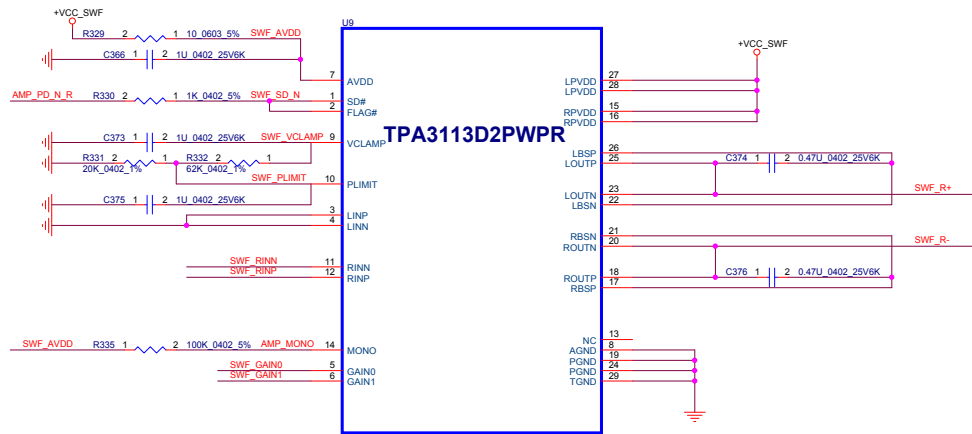 +VCC_SWF
U9
R329 2 1 10_0603_5% SWF_AVDD
C366 1 2 1U_0402_25V6K
+VCC_SWF
7 AVDD
27 LPVDD
28 LPVDD
AMP_PD_N_R R330 2 1 1K_0402_5% SWF_SD_N
1 SD#
2 FLAG#
15 RPVDD
16 RPVDD
TPA3113D2PWPR
C373 1 2 1U_0402_25V6K SWF_VCLAMP
9 VCLAMP
R331 2 1 R332 2 1
20K_0402_1% 62K_0402_1%
SWF_PLIMIT
10 PLIMIT
C375 1 2 1U_0402_25V6K
3 LINP
4 LINN
26 LBSP
25 LOUTP
C374 1 2 0.47U_0402_25V6K
23 LOUTN
22 LBSN
SWF_R+
21 RBSN
20 ROUTN
SWF_R-
SWF_RINN
11 RINN
SWF_RINP
12 RINP
18 ROUTP
17 RBSP
C376 1 2 0.47U_0402_25V6K
SWF_AVDD R335 1 2 100K_0402_5% AMP_MONO
14 MONO
SWF_GAIN0
5 GAIN0
SWF_GAIN1
6 GAIN1
13 NC
8 AGND
19 PGND
24 PGND
29 TGND